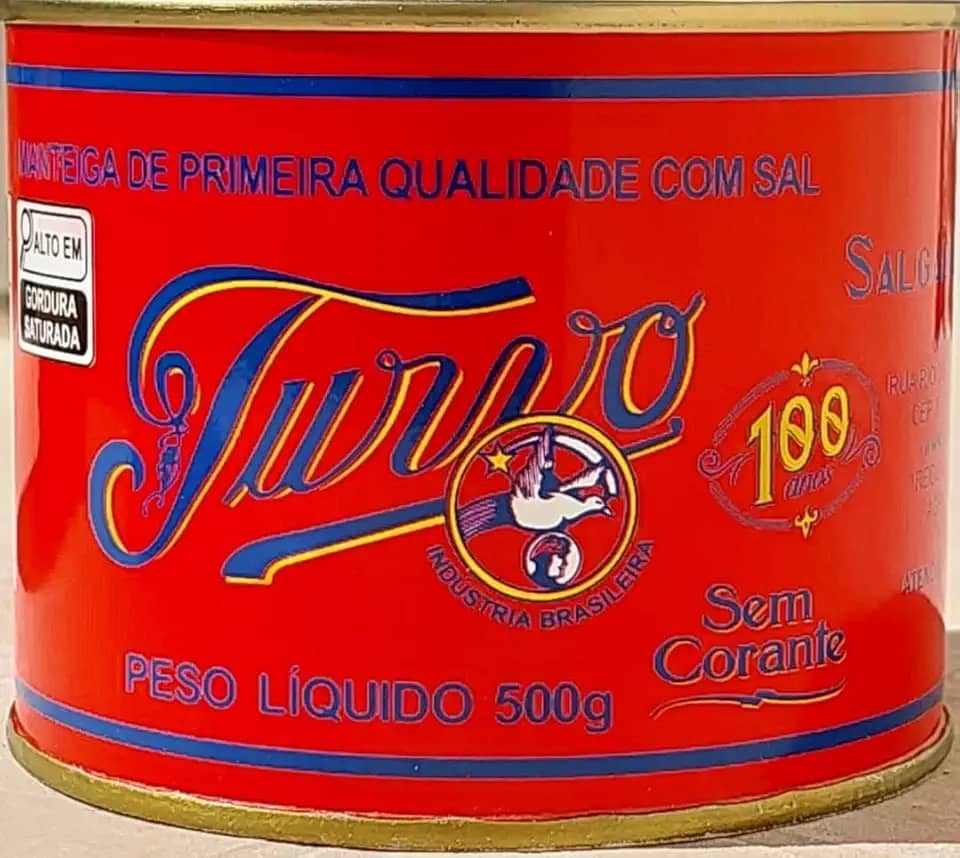 MANTEIGA DE PRIMEIRA QUALIDADE COM SAL
ALTO EM
GORDURA
SATURADA
Turvo
100
anos
INDÚSTRIA BRASILEIRA
Sem
Corante
PESO LÍQUIDO 500g